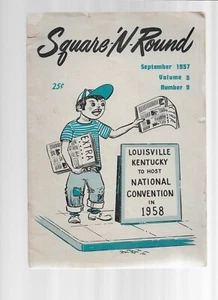 Square 'N Round
September 1957
Volume 5
25¢
Number 9
EXTRA
LOUISVILLE
KENTUCKY
TO HOST
NATIONAL
CONVENTION
IN
1958